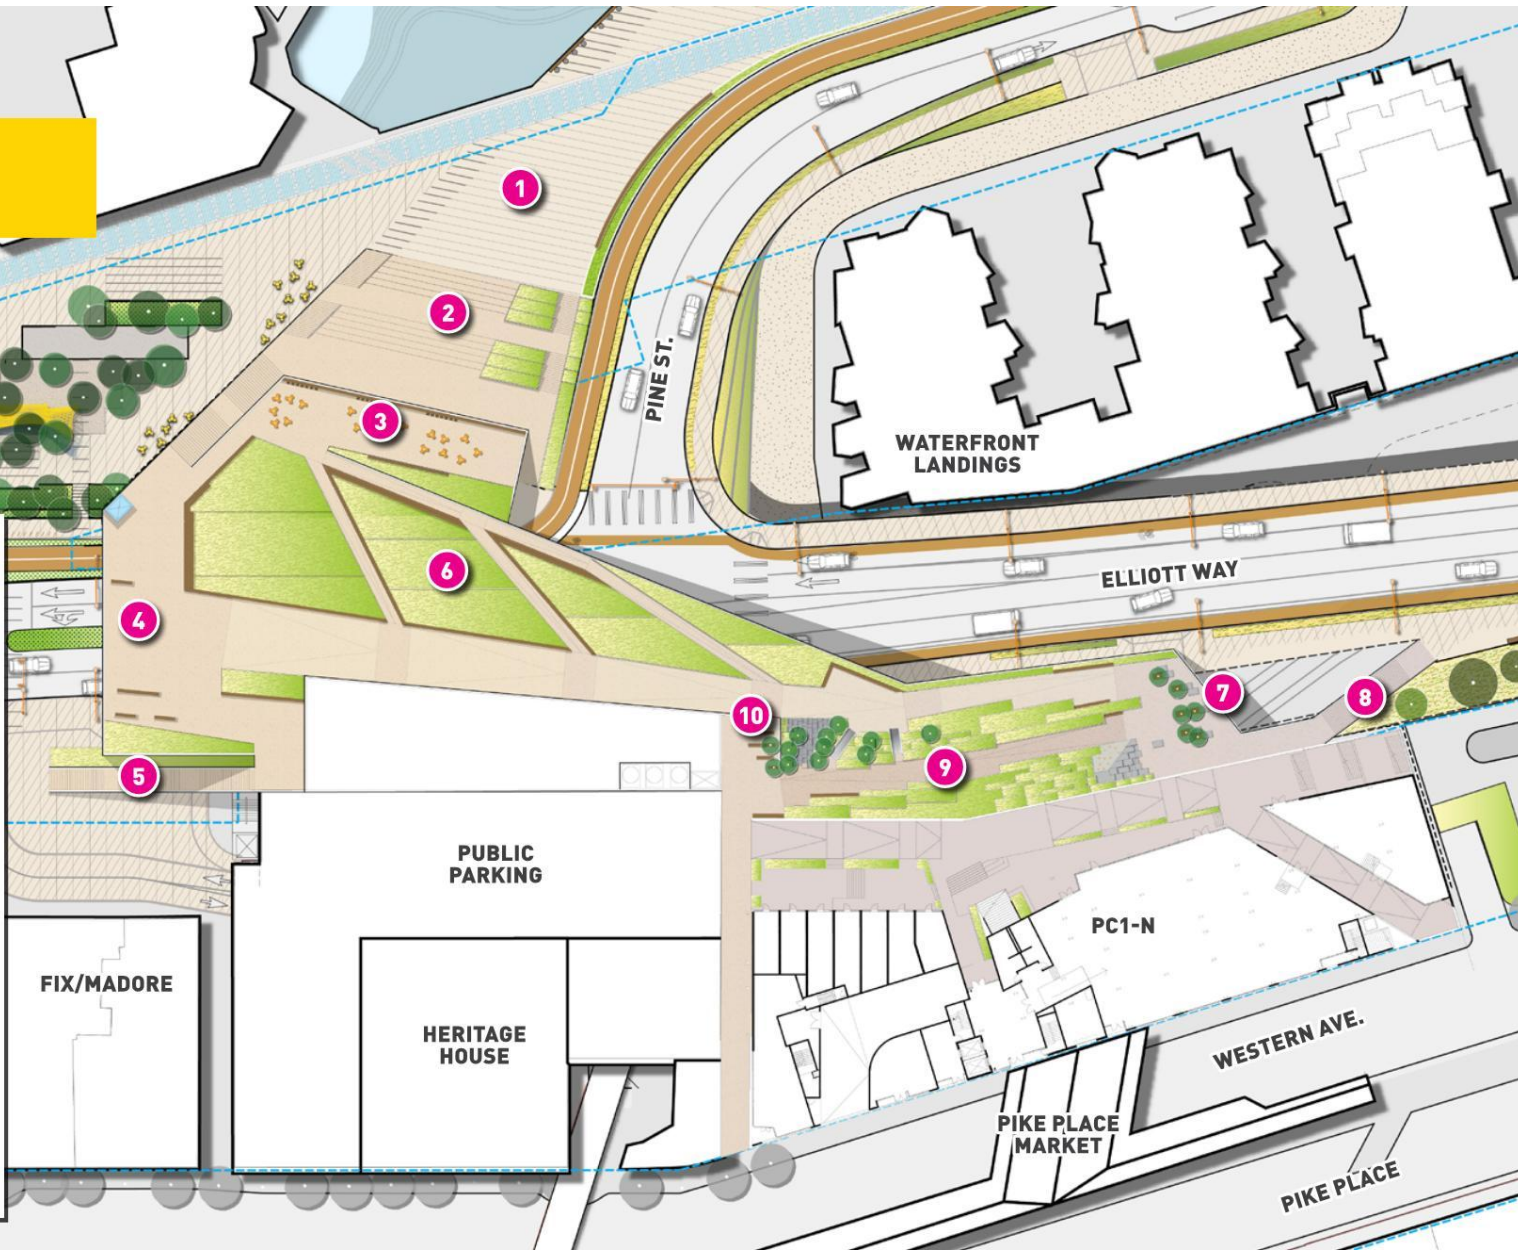 1
2
PINE ST.
3
WATERFRONT
LANDINGS
6
ELLIOTT WAY
4
7
8
10
9
5
PUBLIC
PARKING
PC1-N
FIX/MADORE
HERITAGE
HOUSE
WESTERN AVE.
PIKE PLACE
MARKET
PIKE PLACE